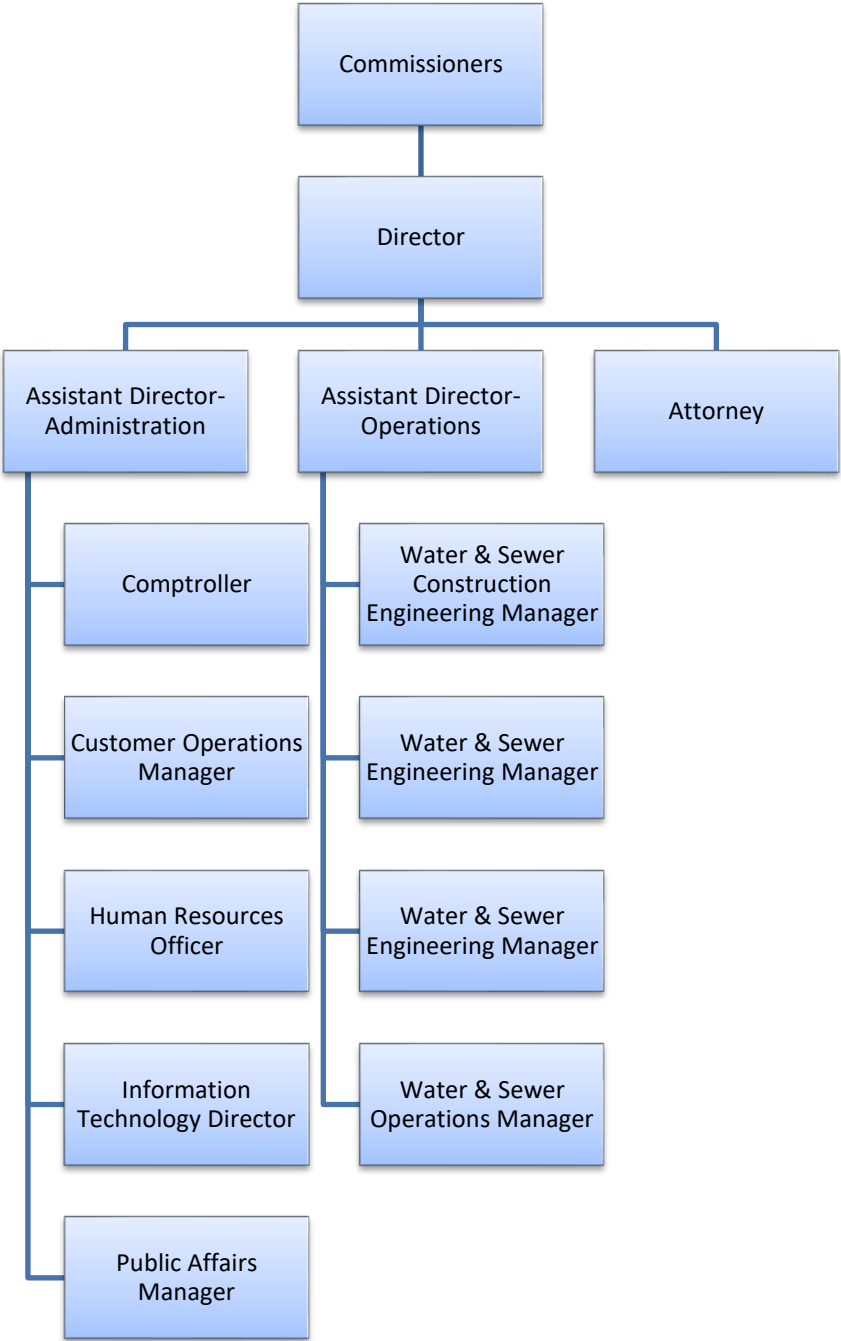 Commissioners
Director
Assistant Director-
Administration
Assistant Director-
Operations
Attorney
Comptroller
Customer Operations
Manager
Human Resources
Officer
Information
Technology Director
Public Affairs
Manager
Water & Sewer
Construction
Engineering Manager
Water & Sewer
Engineering Manager
Water & Sewer
Engineering Manager
Water & Sewer
Operations Manager